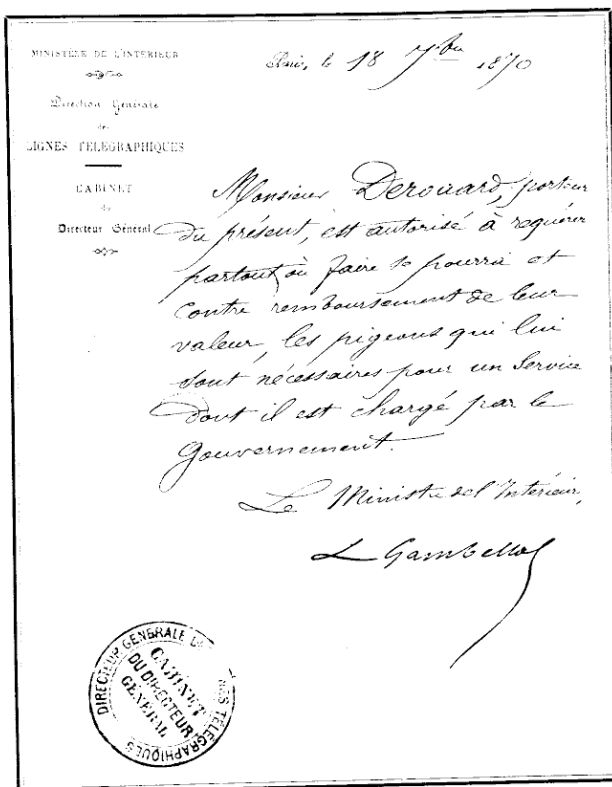 MINISTÈRE DE L'INTÉRIEUR
Paris, le 18 7bre 1870
Direction Générale
des
LIGNES TÉLÉGRAPHIQUES
CABINET
du
Directeur Général
Monsieur Derouard, porteur
du présent, est autorisé à requérir
partout où faire se pourra et
contre remboursement de leur
valeur, les pigeons qui lui
sont nécessaires pour un Service
dont il est chargé par le
Gouvernement.
Le Ministre de l'Intérieur,
L Gambetta
DIRECTEUR GÉNÉRALE TÉLÉGRAPHIQUES
CABINET
DU DIRECTEUR
GÉNÉRAL